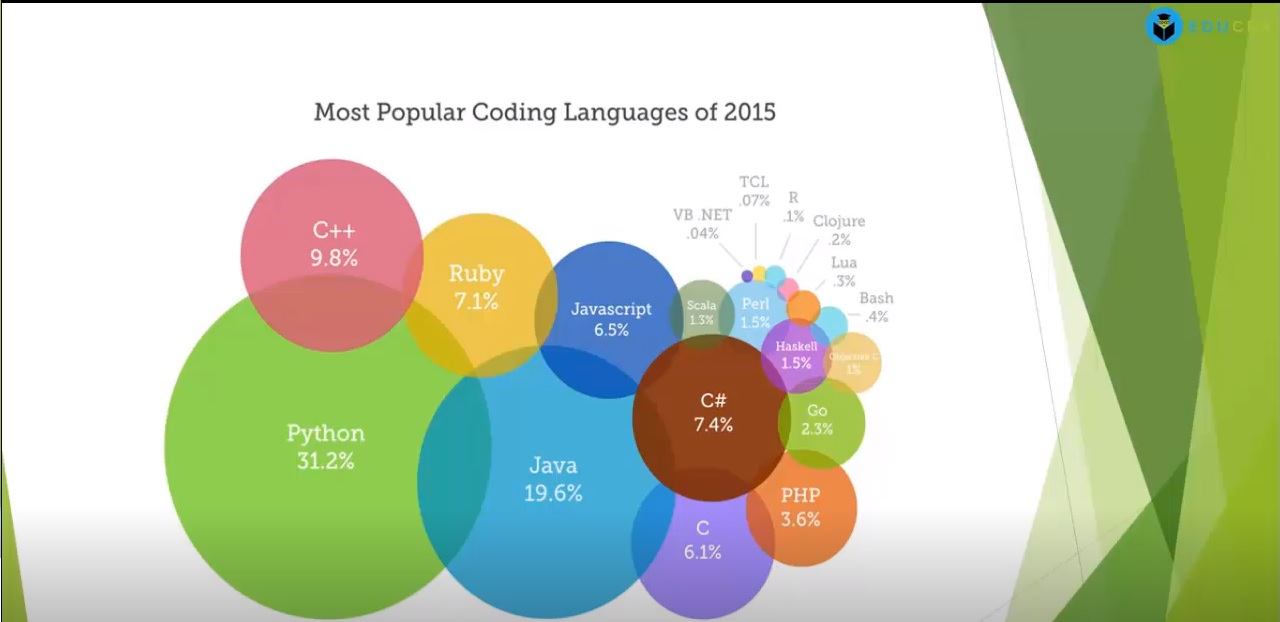 EDUC
Most Popular Coding Languages of 2015
C++
9.8%
Ruby
7.1%
Javascript
6.5%
Python
31.2%
Java
19.6%
C#
7.4%
C
6.1%
PHP
3.6%
Go
2.3%
Scala
1.3%
Perl
1.5%
Haskell
1.5%
Objective C
1%
VB .NET
.04%
TCL
.07%
R
.1%
Clojure
.2%
Lua
.3%
Bash
.4%